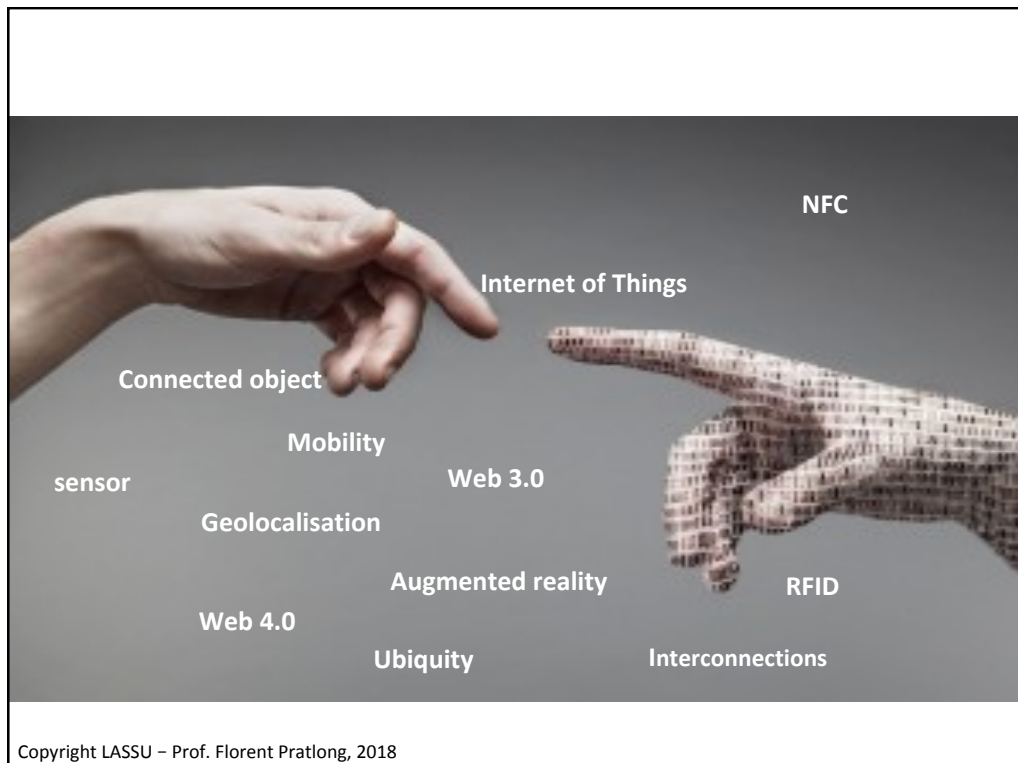 NFC
Internet of Things
Connected object
Mobility
Web 3.0
sensor
Geolocalisation
Augmented reality
RFID
Web 4.0
Ubiquity
Interconnections
Copyright LASSU – Prof. Florent Pratlong, 2018